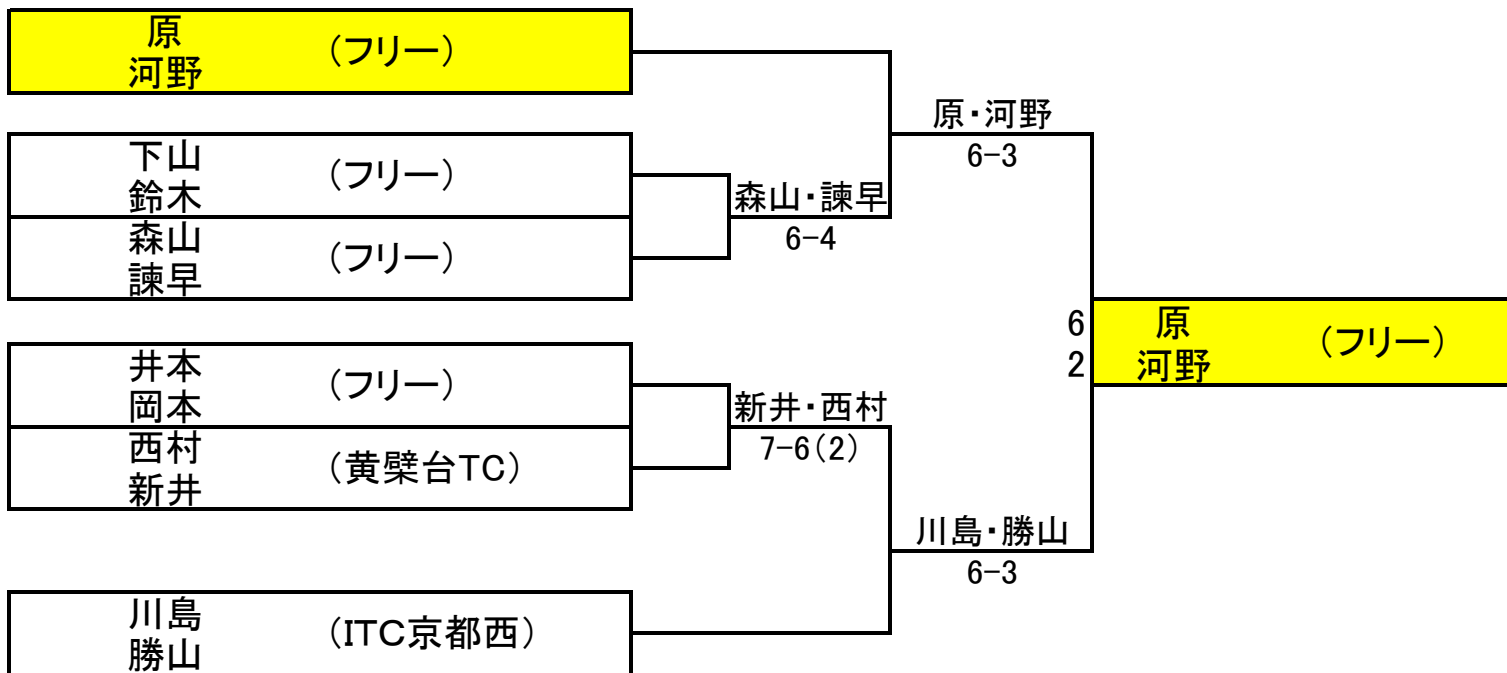 原
河野
(フリー)
原・河野
6-3
下山
鈴木
(フリー)
森山・諫早
6-4
森山
諫早
(フリー)
6
2
原
河野
(フリー)
井本
岡本
(フリー)
新井・西村
7-6(2)
西村
新井
(黄檗台TC)
川島・勝山
6-3
川島
勝山
(ITC京都西)